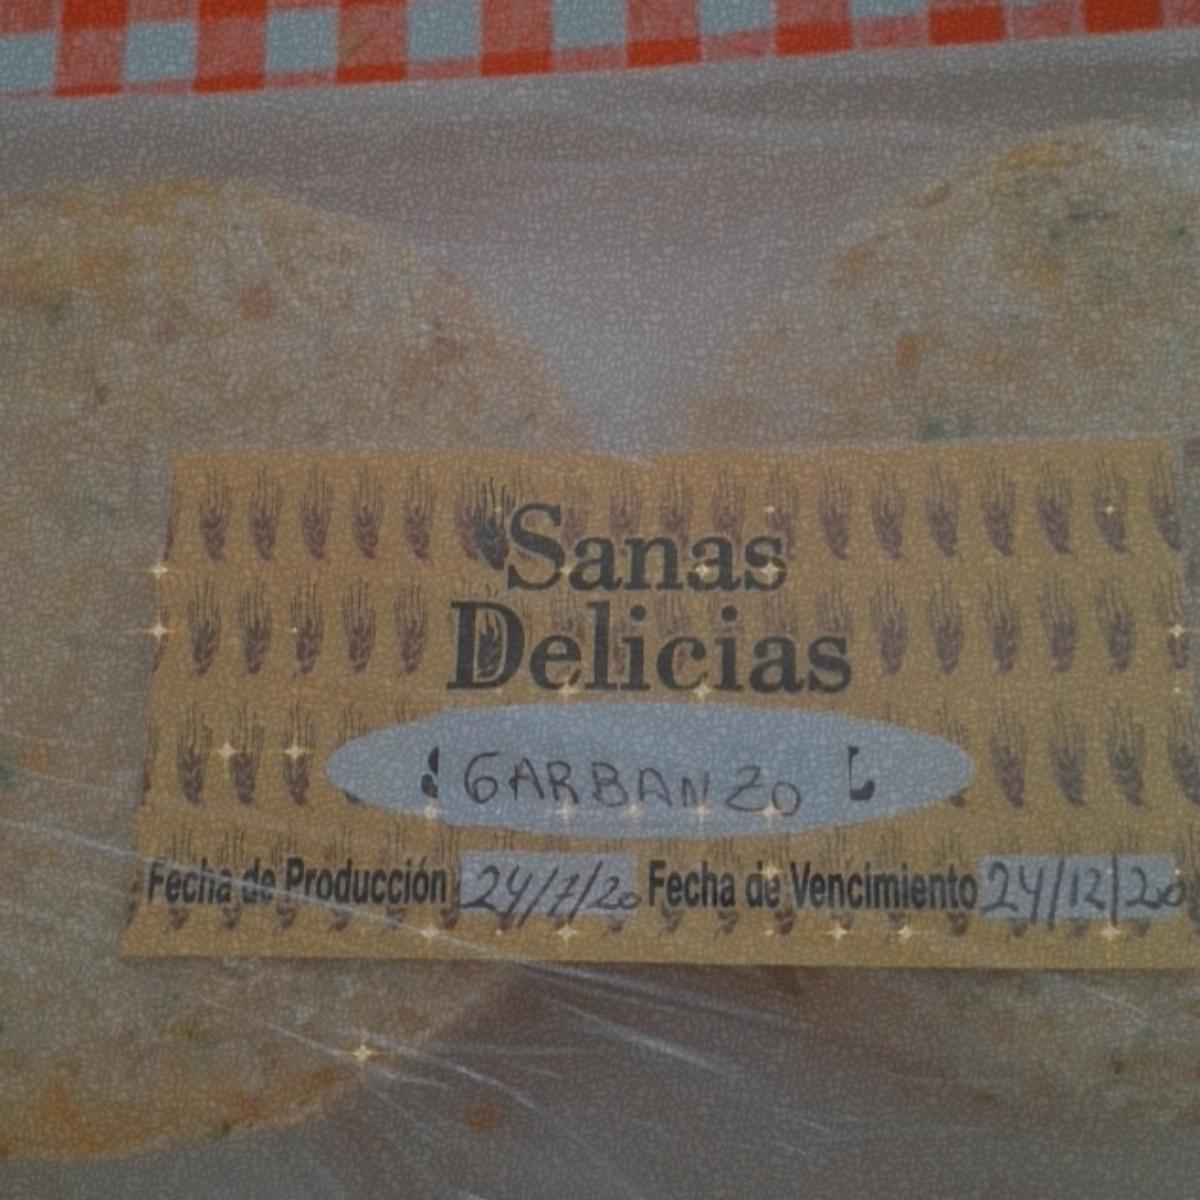 Sanas
Delicias
GARBANZO
Fecha de Producción 24/7/20 Fecha de Vencimiento 24/12/20